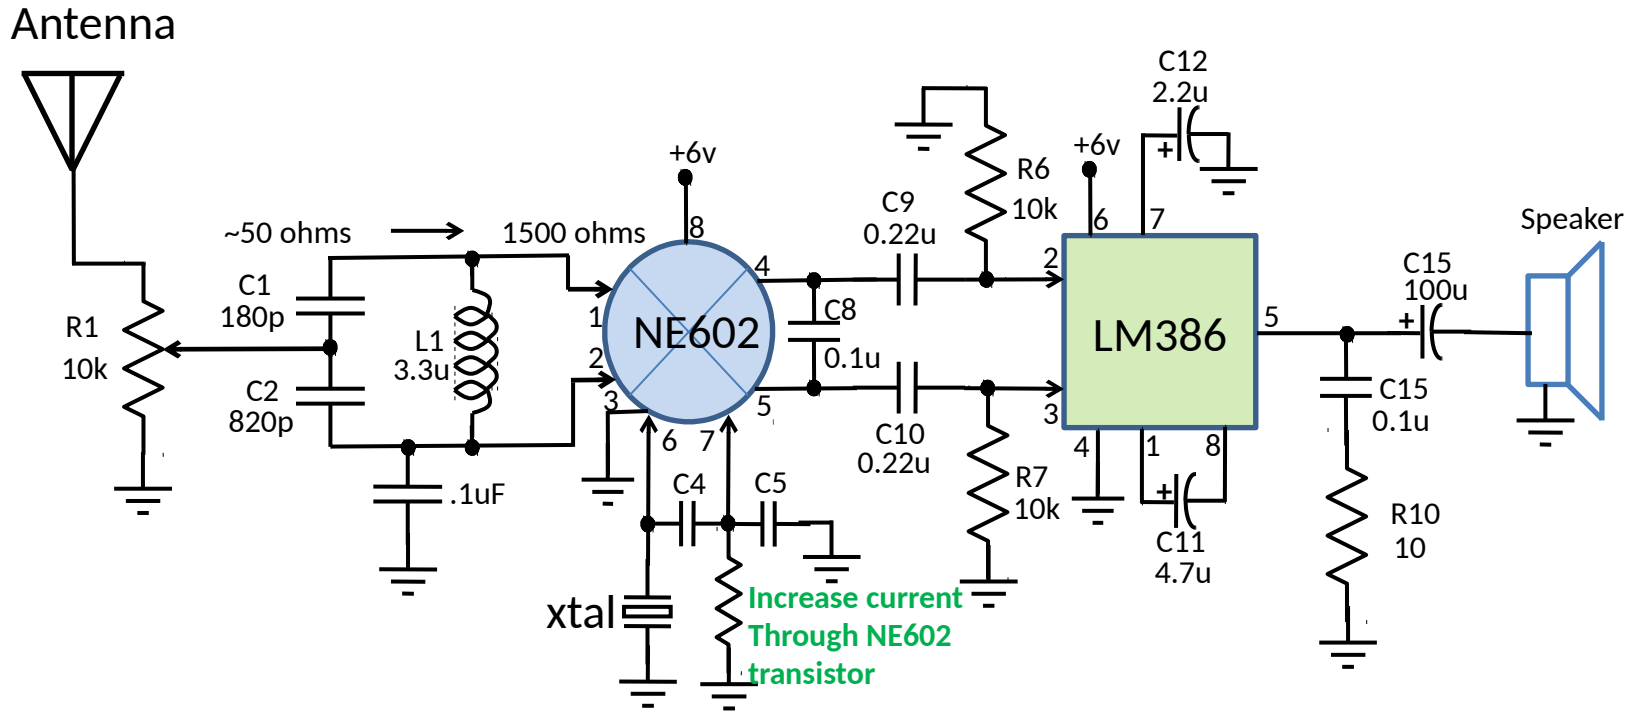 Antenna
R1
10k
~50 ohms
1500 ohms
C1
180p
C2
820p
L1
3.3u
.1uF
+6v
8
1
2
3
NE602
4
5
6
7
C4
C5
xtal
Increase current
Through NE602
transistor
C8
0.1u
C9
0.22u
C10
0.22u
R6
10k
R7
10k
+6v
6
7
C12
2.2u
2
3
LM386
5
4
1
8
C11
4.7u
C15
100u
Speaker
C15
0.1u
R10
10